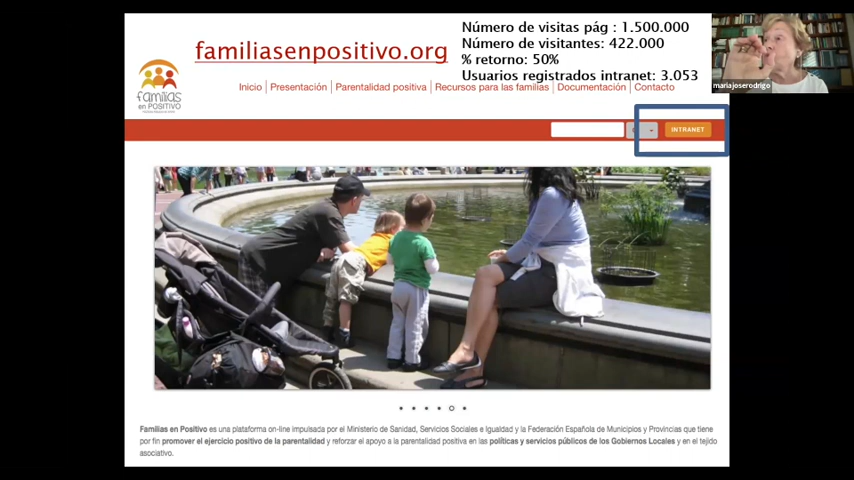 familiasenpositivo.org
Número de visitas pág : 1.500.000
Número de visitantes: 422.000
% retorno: 50%
Usuarios registrados intranet: 3.053
mariajoserodrigo
familias
en POSITIVO
Inicio | Presentación | Parentalidad positiva | Recursos para las familias | Documentación | Contacto
INTRANET
Familias en Positivo es una plataforma on-line impulsada por el Ministerio de Sanidad, Servicios Sociales e Igualdad y la Federación Española de Municipios y Provincias que tiene
por fin promover el ejercicio positivo de la parentalidad y reforzar el apoyo a la parentalidad positiva en las políticas y servicios públicos de los Gobiernos Locales y en el tejido
asociativo.